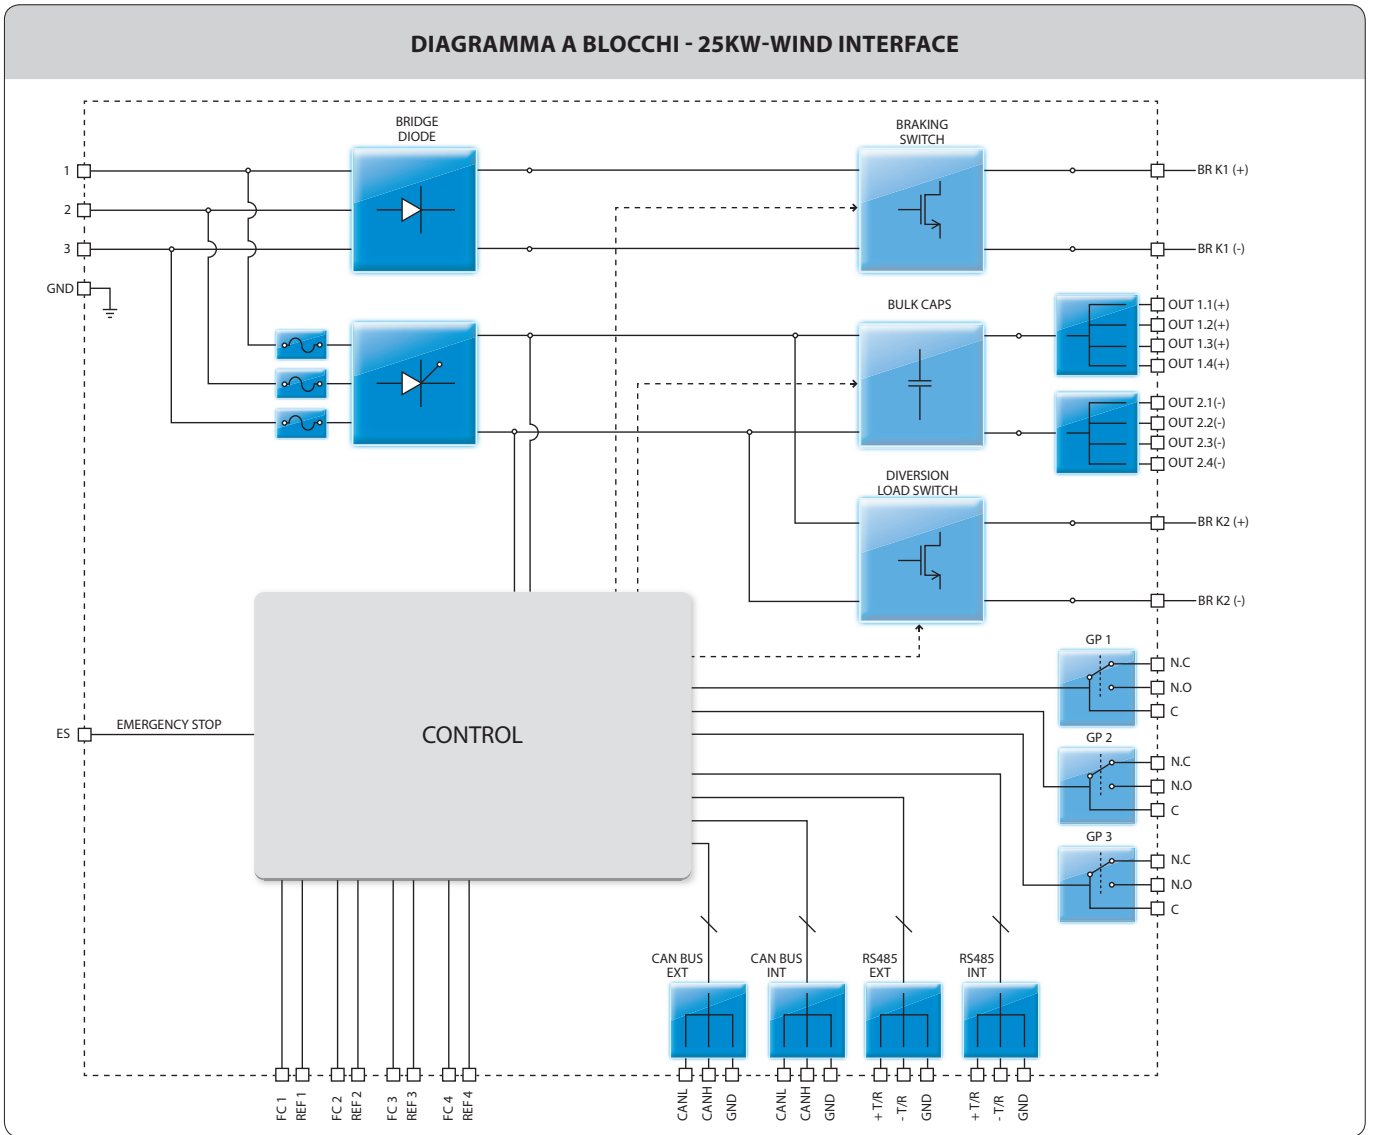 DIAGRAMMA A BLOCCHI - 25KW-WIND INTERFACE
BRIDGE
DIODE
BRAKING
SWITCH
1
2
3
GND
BR K1 (+)
BR K1 (-)
BULK CAPS
OUT 1.1(+)
OUT 1.2(+)
OUT 1.3(+)
OUT 1.4(+)
OUT 2.1(-)
OUT 2.2(-)
OUT 2.3(-)
OUT 2.4(-)
DIVERSION
LOAD SWITCH
BR K2 (+)
BR K2 (-)
GP 1
N.C
N.O
C
GP 2
N.C
N.O
C
GP 3
N.C
N.O
C
ES
EMERGENCY STOP
CONTROL
CAN BUS
EXT
CAN BUS
INT
RS485
EXT
RS485
INT
FC 1
REF 1
FC 2
REF 2
FC 3
REF 3
FC 4
REF 4
CANL
CANH
GND
CANL
CANH
GND
+ T/R
- T/R
GND
+ T/R
- T/R
GND